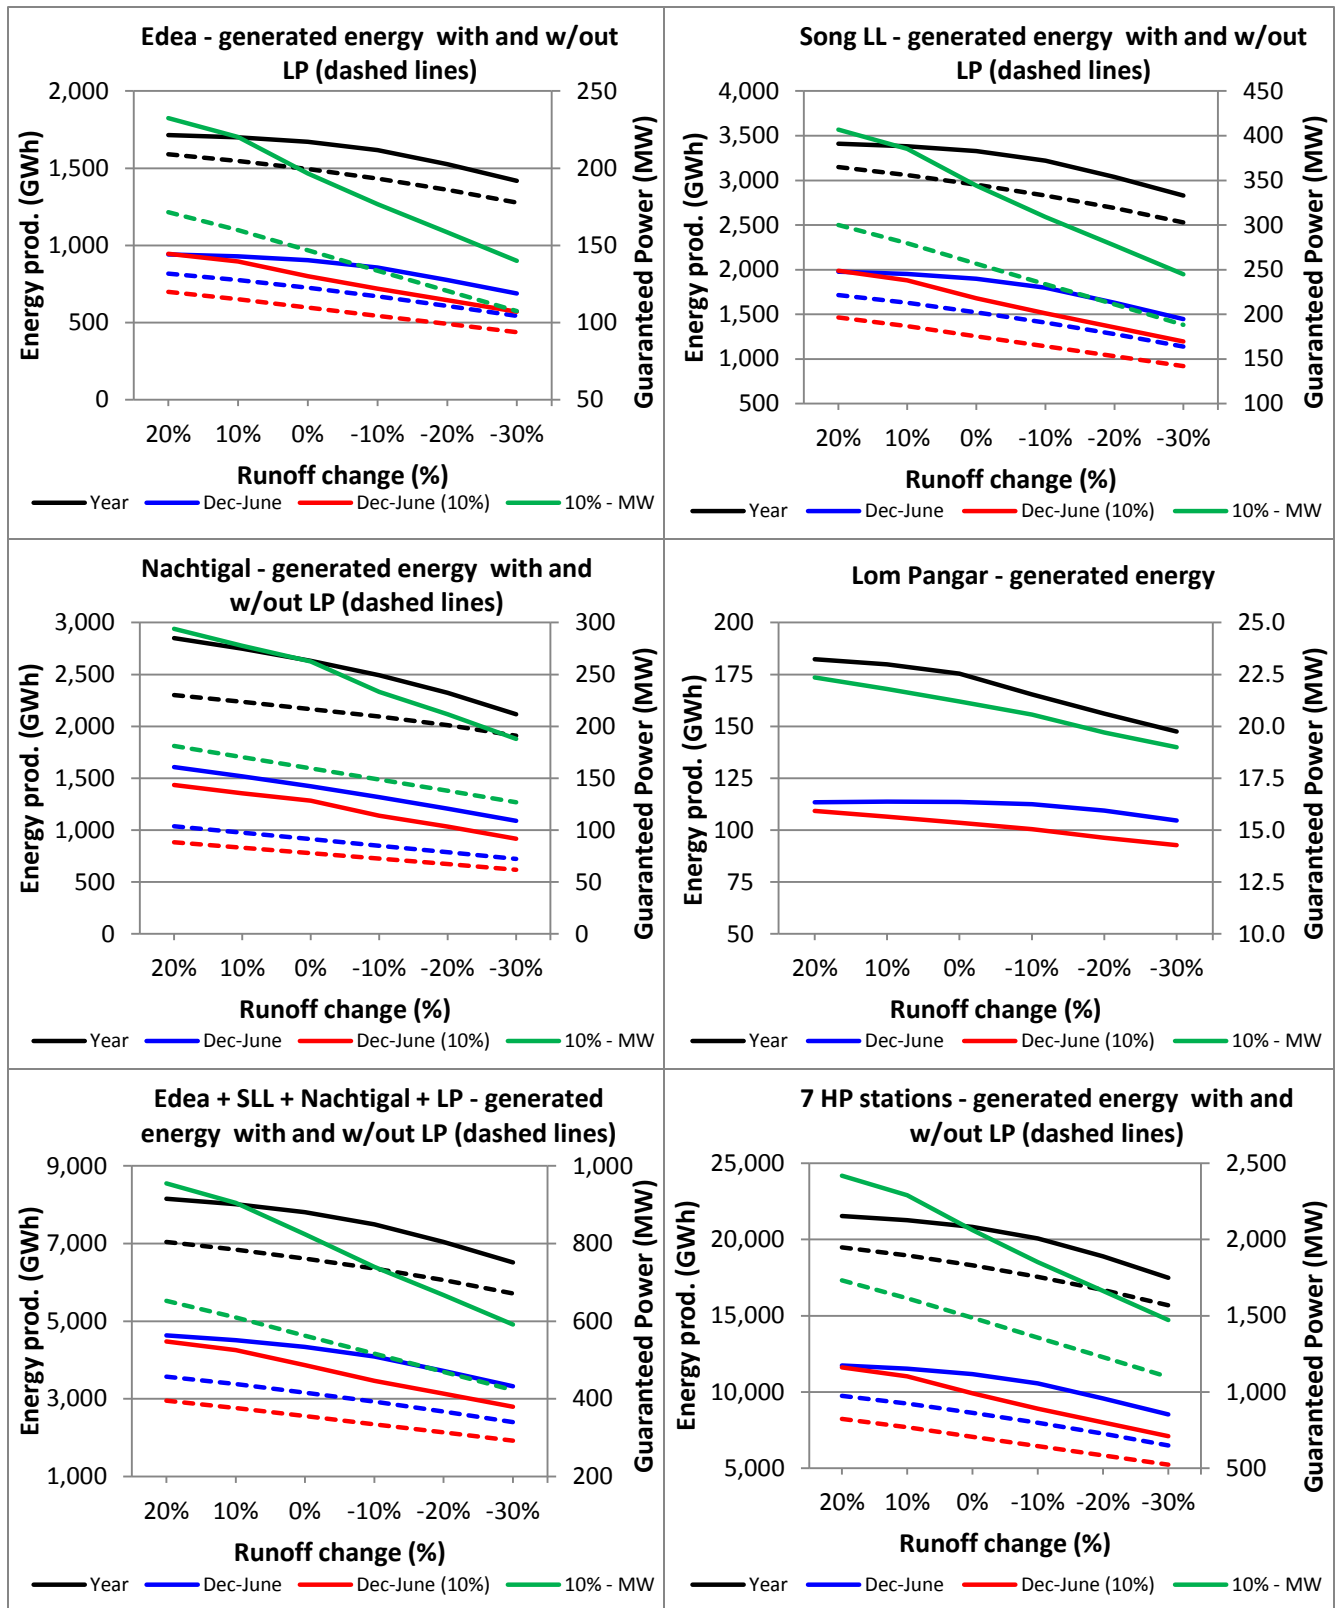 Edea - generated energy with and w/out
LP (dashed lines)
2,000
1,500
1,000
500
0
250
200
150
100
50
Energy prod. (GWh)
Guaranteed Power (MW)
20% 10% 0% -10% -20% -30%
Runoff change (%)
Year Dec-June Dec-June (10%) 10% - MW
Song LL - generated energy with and w/out
LP (dashed lines)
4,000
3,500
3,000
2,500
2,000
1,500
1,000
500
450
400
350
300
250
200
150
100
Energy prod. (GWh)
Guaranteed Power (MW)
20% 10% 0% -10% -20% -30%
Runoff change (%)
Year Dec-June Dec-June (10%) 10% - MW
Nachtigal - generated energy with and
w/out LP (dashed lines)
3,000
2,500
2,000
1,500
1,000
500
0
300
250
200
150
100
50
0
Energy prod. (GWh)
Guaranteed Power (MW)
20% 10% 0% -10% -20% -30%
Runoff change (%)
Year Dec-June Dec-June (10%) 10% - MW
Lom Pangar - generated energy
200
175
150
125
100
75
50
25.0
22.5
20.0
17.5
15.0
12.5
10.0
Energy prod. (GWh)
Guaranteed Power (MW)
20% 10% 0% -10% -20% -30%
Runoff change (%)
Year Dec-June Dec-June (10%) 10% - MW
Edea + SLL + Nachtigal + LP - generated
energy with and w/out LP (dashed lines)
9,000
7,000
5,000
3,000
1,000
1,000
800
600
400
200
Energy prod. (GWh)
Guaranteed Power (MW)
20% 10% 0% -10% -20% -30%
Runoff change (%)
Year Dec-June Dec-June (10%) 10% - MW
7 HP stations - generated energy with and
w/out LP (dashed lines)
25,000
20,000
15,000
10,000
5,000
2,500
2,000
1,500
1,000
500
Energy prod. (GWh)
Guaranteed Power (MW)
20% 10% 0% -10% -20% -30%
Runoff change (%)
Year Dec-June Dec-June (10%) 10% - MW